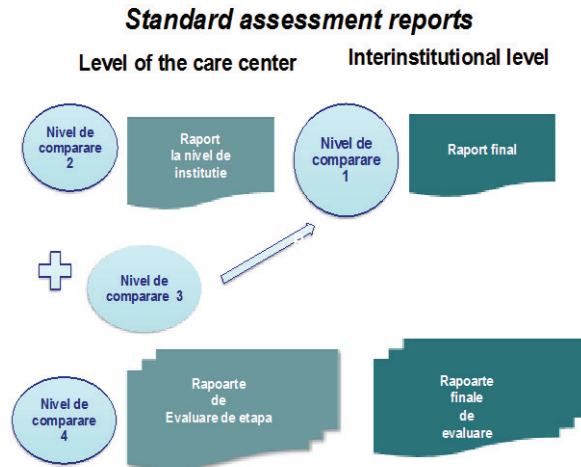 Standard assessment reports
Level of the care center
Interinstitutional level
Nivel de
comparare
2
Raport
la nivel de
institutie
Nivel de
comparare
1
Raport final
Nivel de
comparare 3
Nivel de
comparare
4
Rapoarte
de
Evaluare de etapa
Rapoarte
finale
de
evaluare